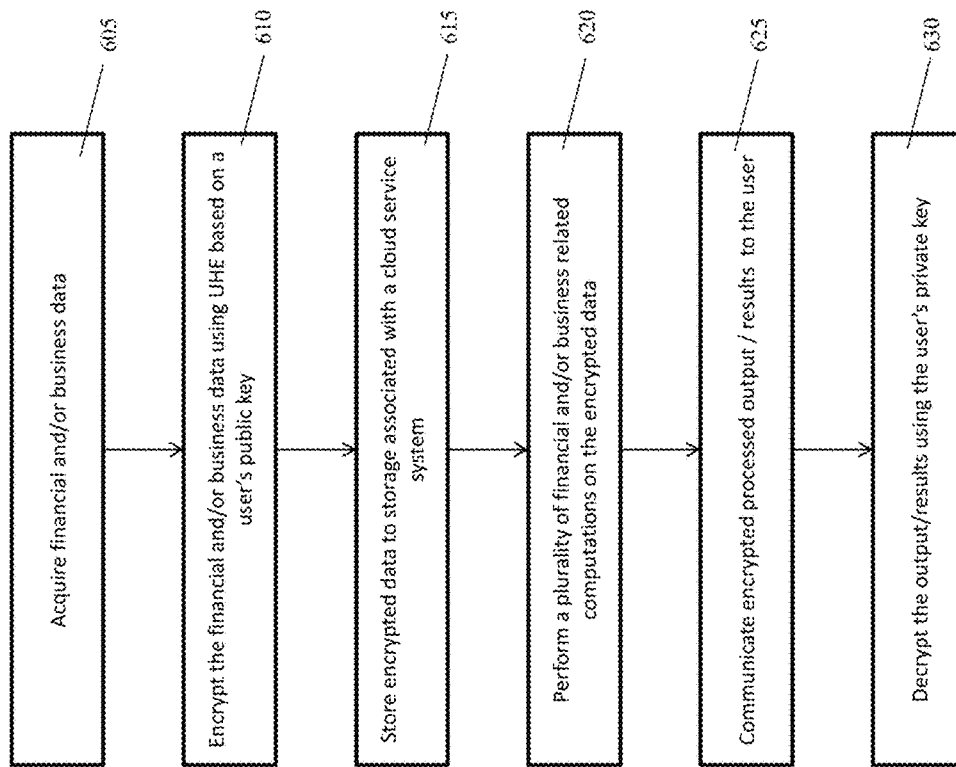 Acquire financial and/or business data
605
Encrypt the financial and/or business data using UHE based on a
user's public key
610
Store encrypted data to storage associated with a cloud service
system
615
Perform a plurality of financial and/or business related
computations on the encrypted data
620
Communicate encrypted processed output / results to the user
625
Decrypt the output/results using the user's private key
630